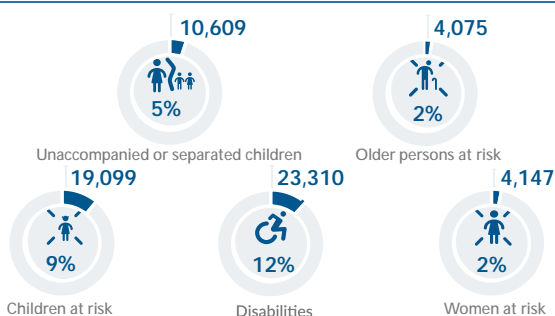 10,609
5%
Unaccompanied or separated children
4,075
2%
Older persons at risk
19,099
9%
Children at risk
23,310
12%
Disabilities
4,147
2%
Women at risk